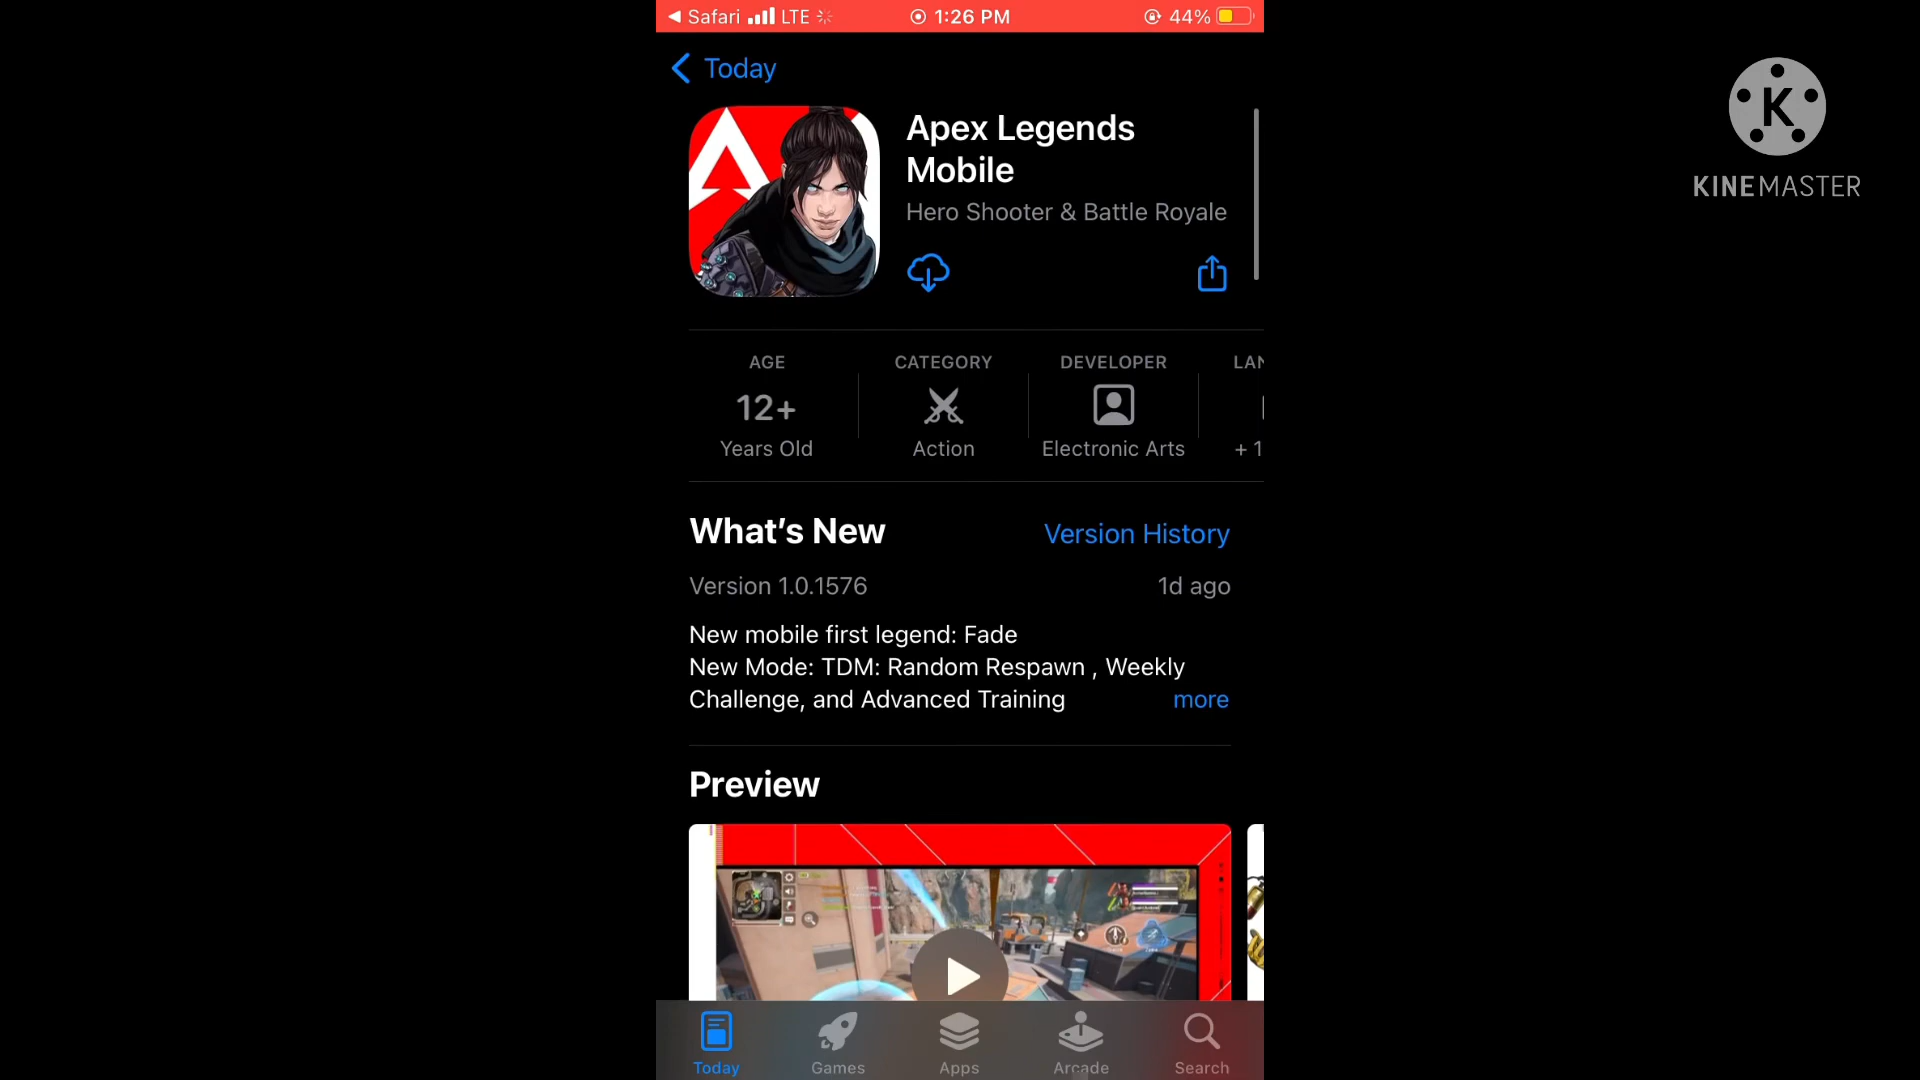 Safari LTE 1:26 PM 44%
Today
Apex Legends
Mobile
Hero Shooter & Battle Royale
AGE CATEGORY DEVELOPER LAN
12+
Years Old Action Electronic Arts + 1
What's New Version History
Version 1.0.1576 1d ago
New mobile first legend: Fade
New Mode: TDM: Random Respawn , Weekly
Challenge, and Advanced Training more
Preview
Today Games Apps Arcade Search
K
KINEMASTER